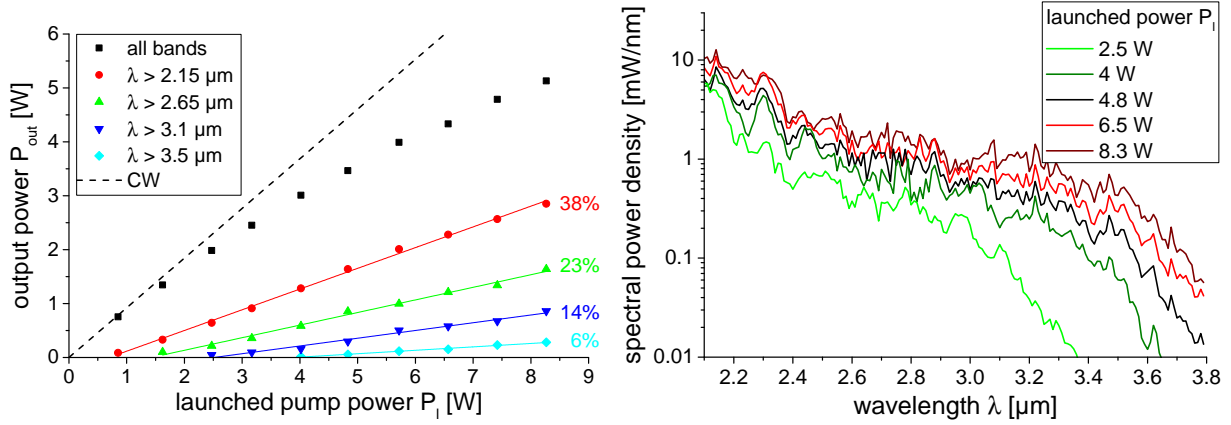 output power P_out [W]
6
5
4
3
2
1
0
all bands
λ > 2.15 µm
λ > 2.65 µm
λ > 3.1 µm
λ > 3.5 µm
CW
38%
23%
14%
6%
0 1 2 3 4 5 6 7 8 9
launched pump power P_l [W]
spectral power density [mW/nm]
10
1
0.1
0.01
launched power P_l
2.5 W
4 W
4.8 W
6.5 W
8.3 W
2.2 2.4 2.6 2.8 3.0 3.2 3.4 3.6 3.8
wavelength λ [µm]